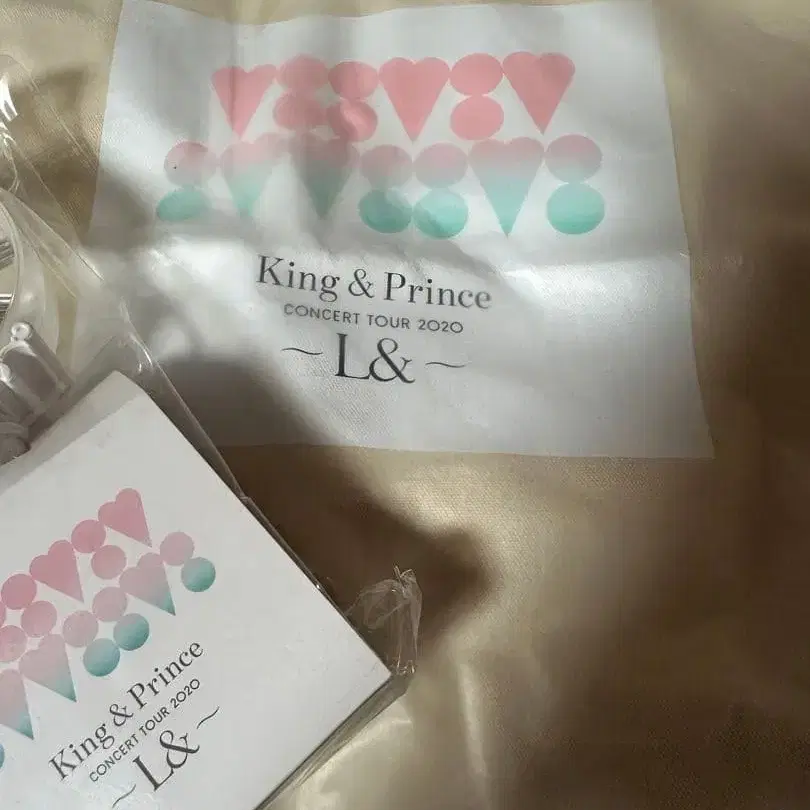 King & Prince
CONCERT TOUR 2020
~ L& ~
King & Prince
CONCERT TOUR 2020
~ L& ~